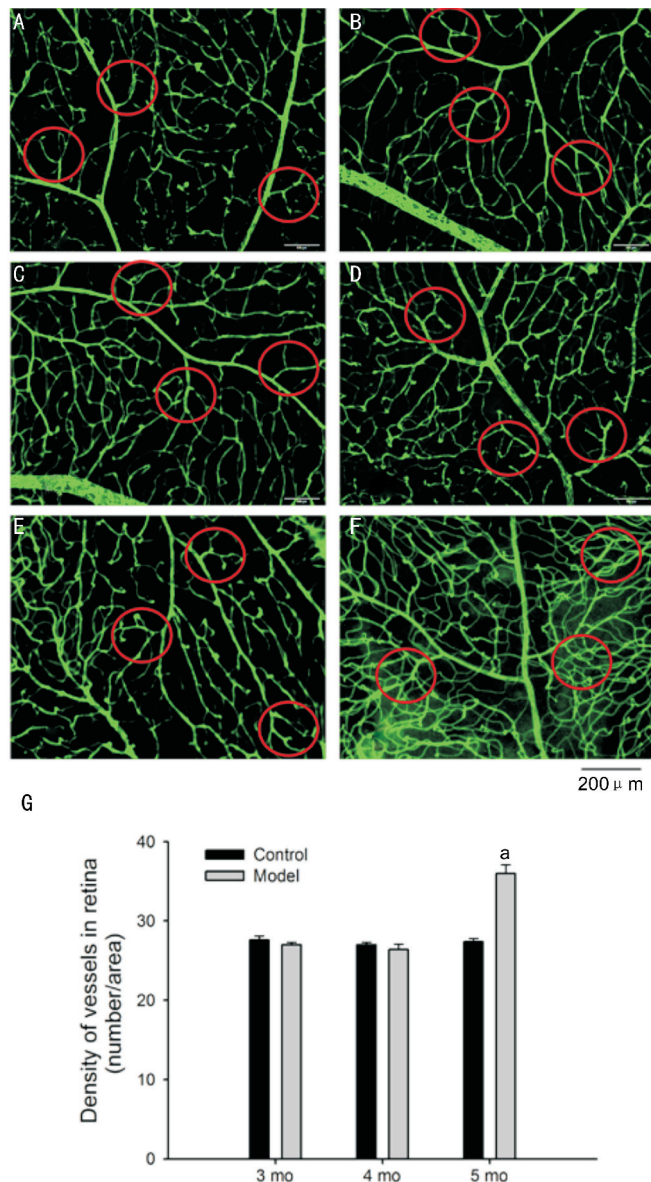 A
B
C
D
E
F
200 μm
G
40
30
20
10
0
Control
Model
a
Density of vessels in retina
(number/area)
3 mo
4 mo
5 mo